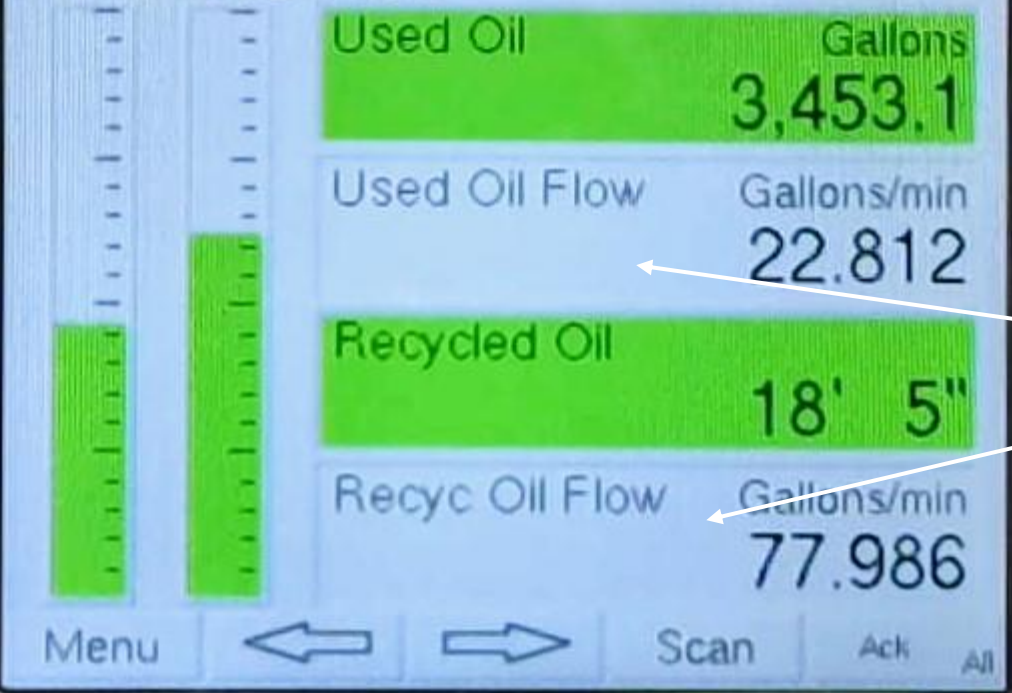 Used Oil Gallons
3,453.1
Used Oil Flow Gallons/min
22.812
Recycled Oil
18' 5"
Recyc Oil Flow Gallons/min
77.986
Menu Scan Ack All